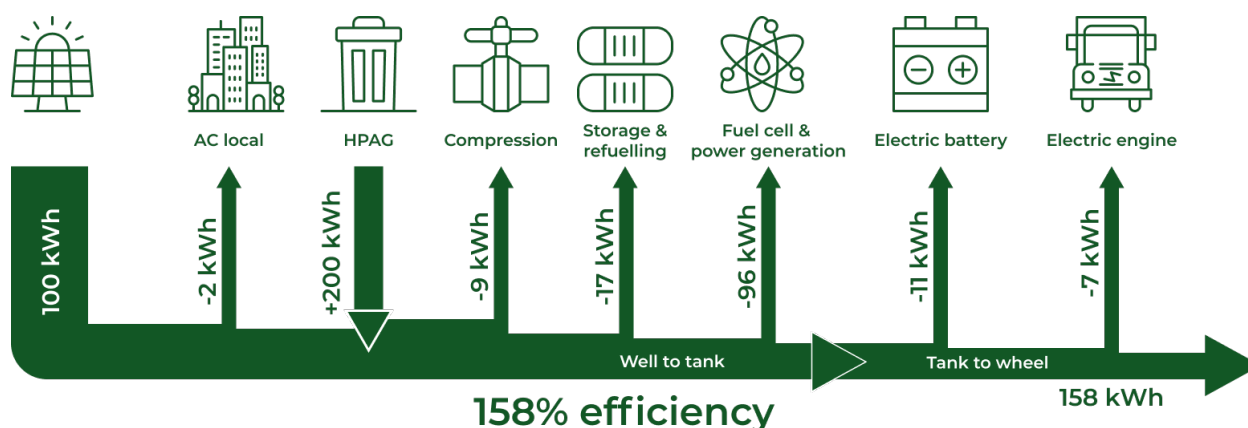 AC local
HPAG
Compression
Storage &
refuelling
Fuel cell &
power generation
Electric battery
Electric engine
100 kWh
-2 kWh
+200 kWh
-9 kWh
-17 kWh
-96 kWh
-11 kWh
-7 kWh
Well to tank
Tank to wheel
158 kWh
158% efficiency